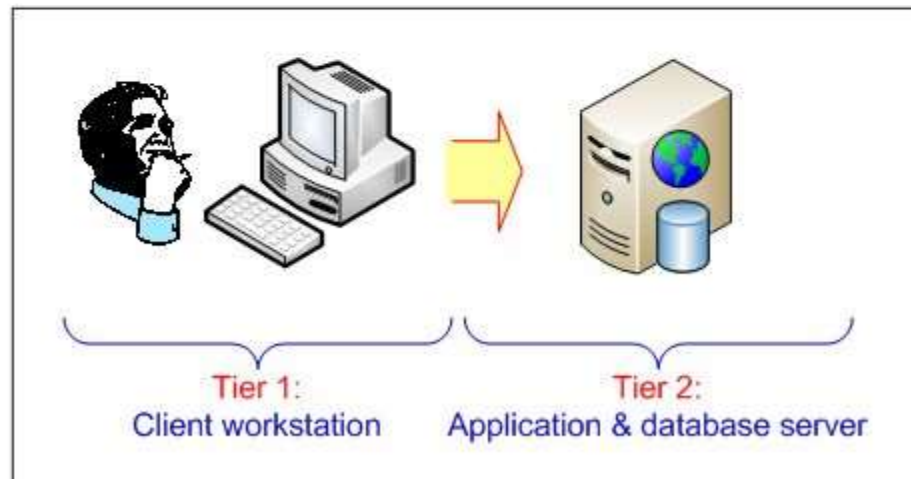 Tier 1:
Client workstation
Tier 2:
Application & database server